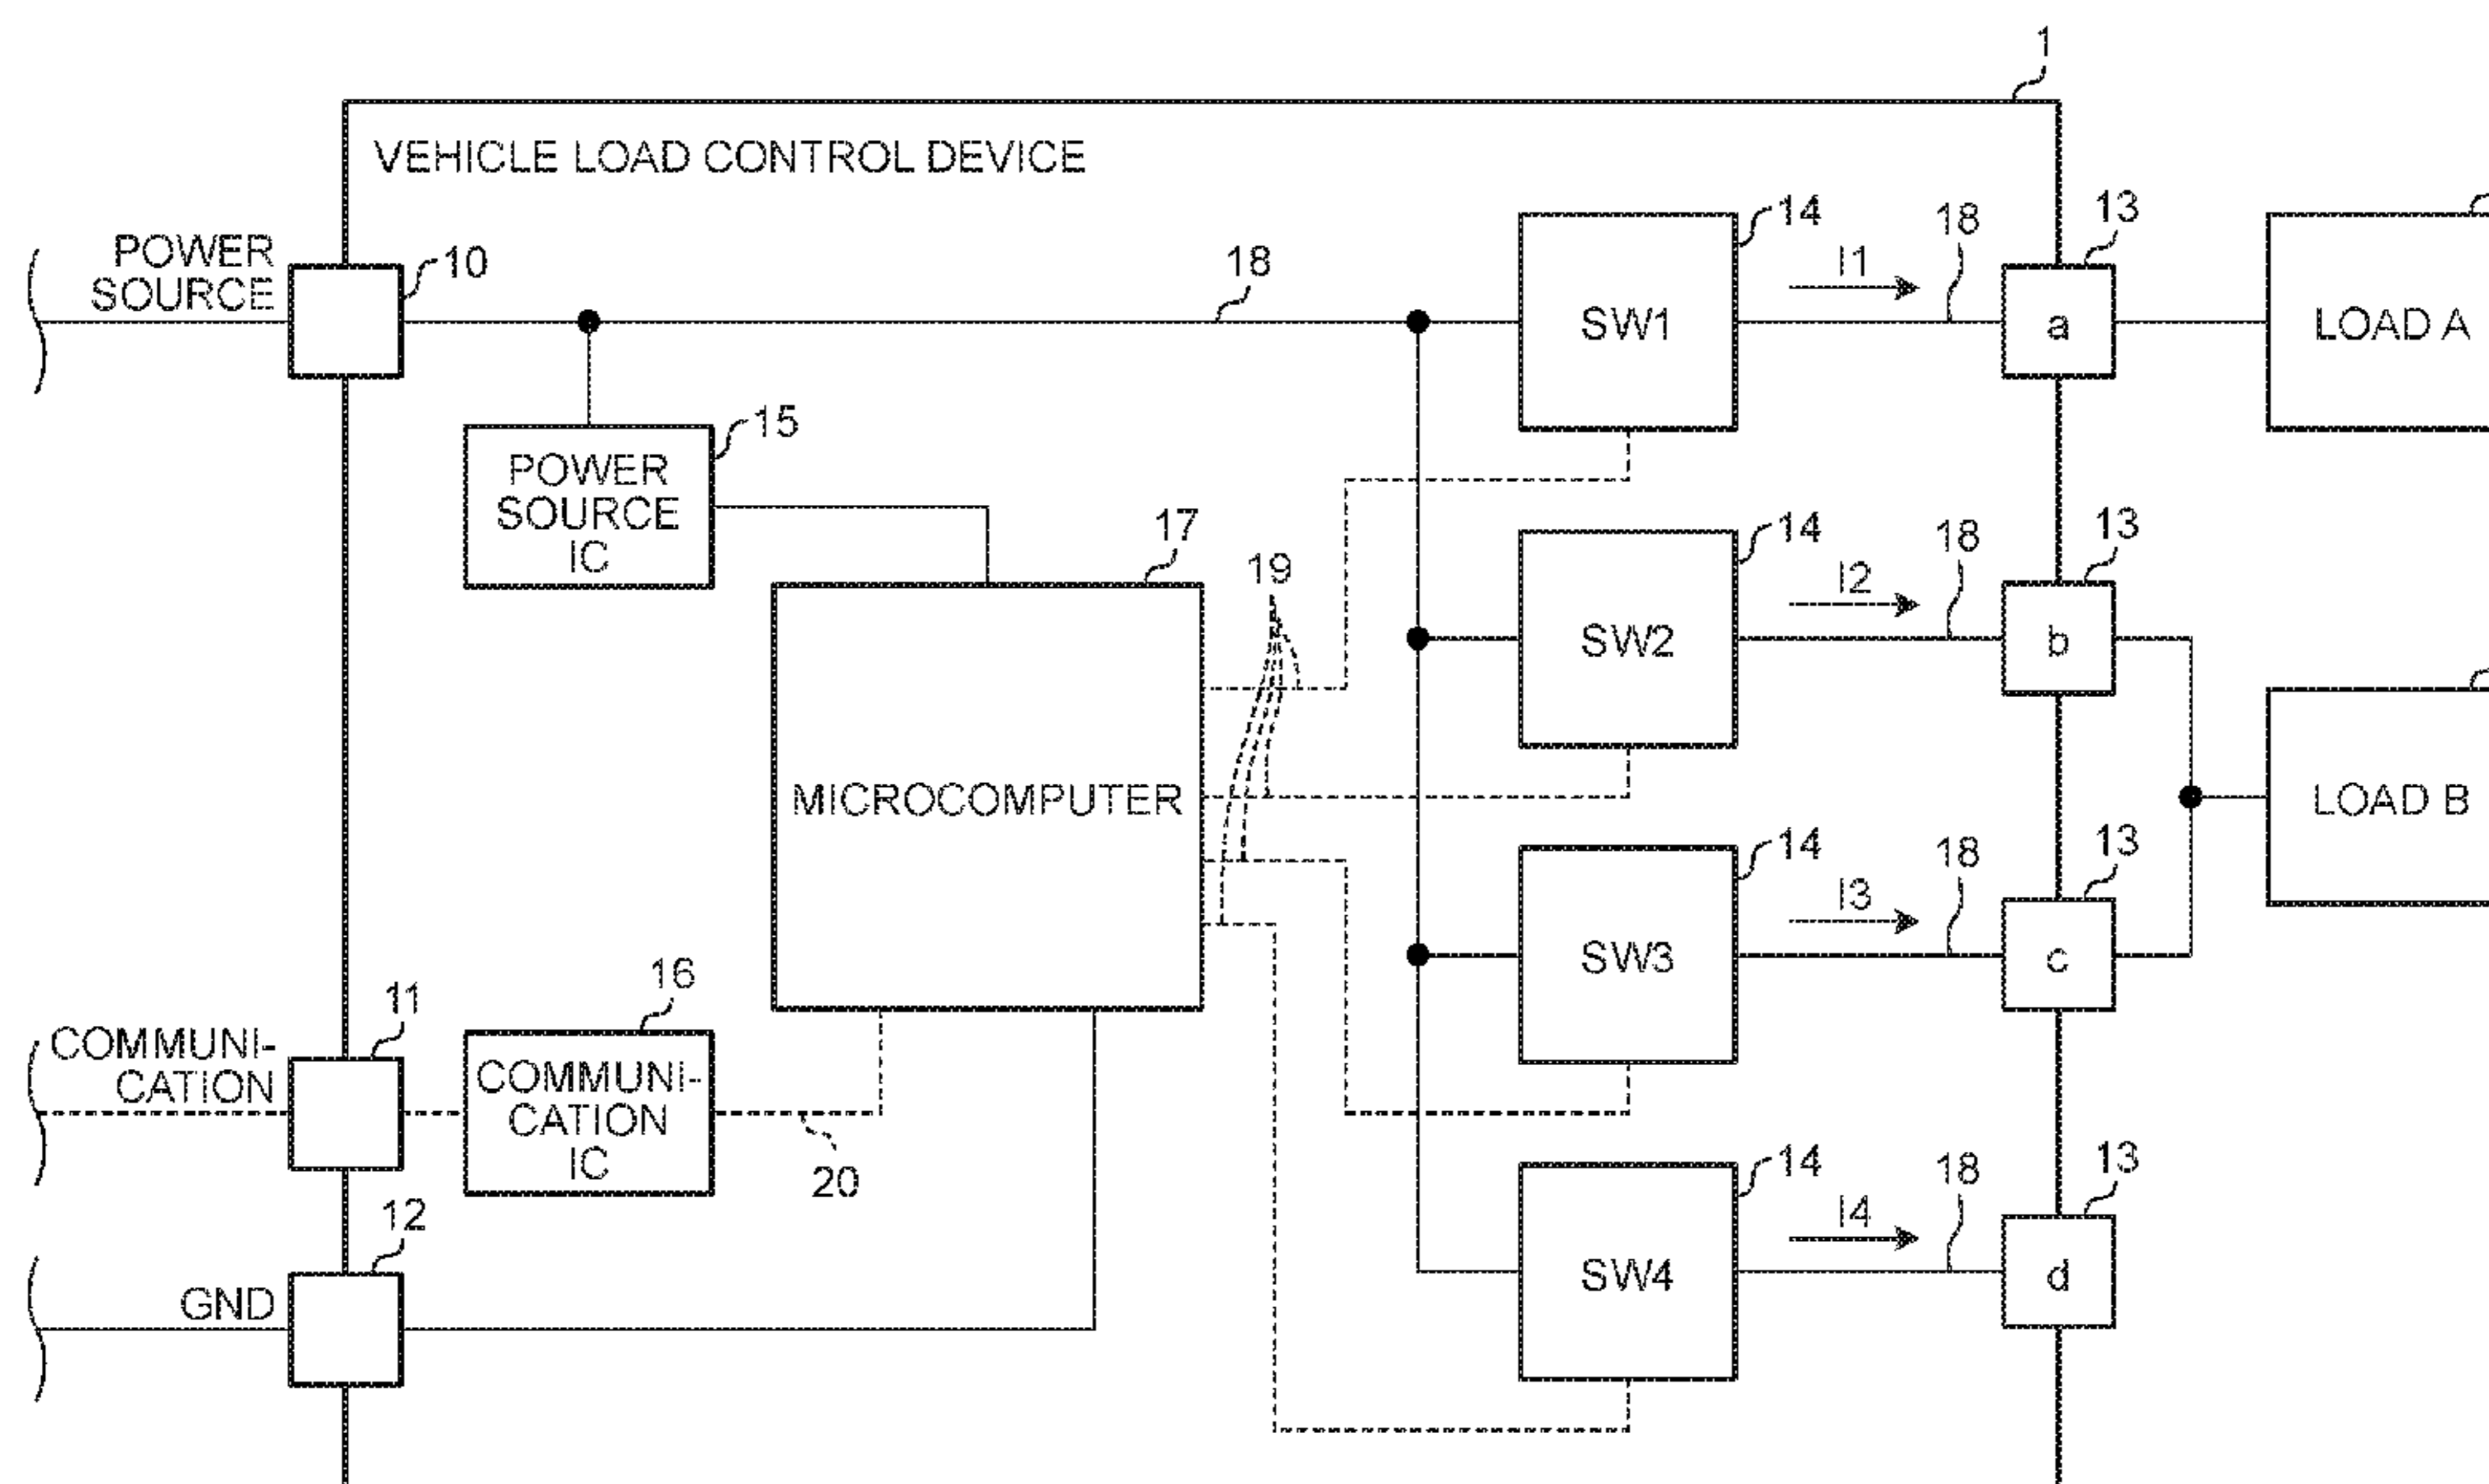 1
VEHICLE LOAD CONTROL DEVICE
POWER
SOURCE
10
18
14
SW1
I1
18
13
a
LOAD A
15
POWER
SOURCE
IC
17
19
14
SW2
I2
18
13
b
MICROCOMPUTER
LOAD B
14
SW3
I3
18
13
c
COMMUNI-
CATION
11
16
COMMUNI-
CATION
IC
20
14
SW4
I4
18
13
d
12
GND